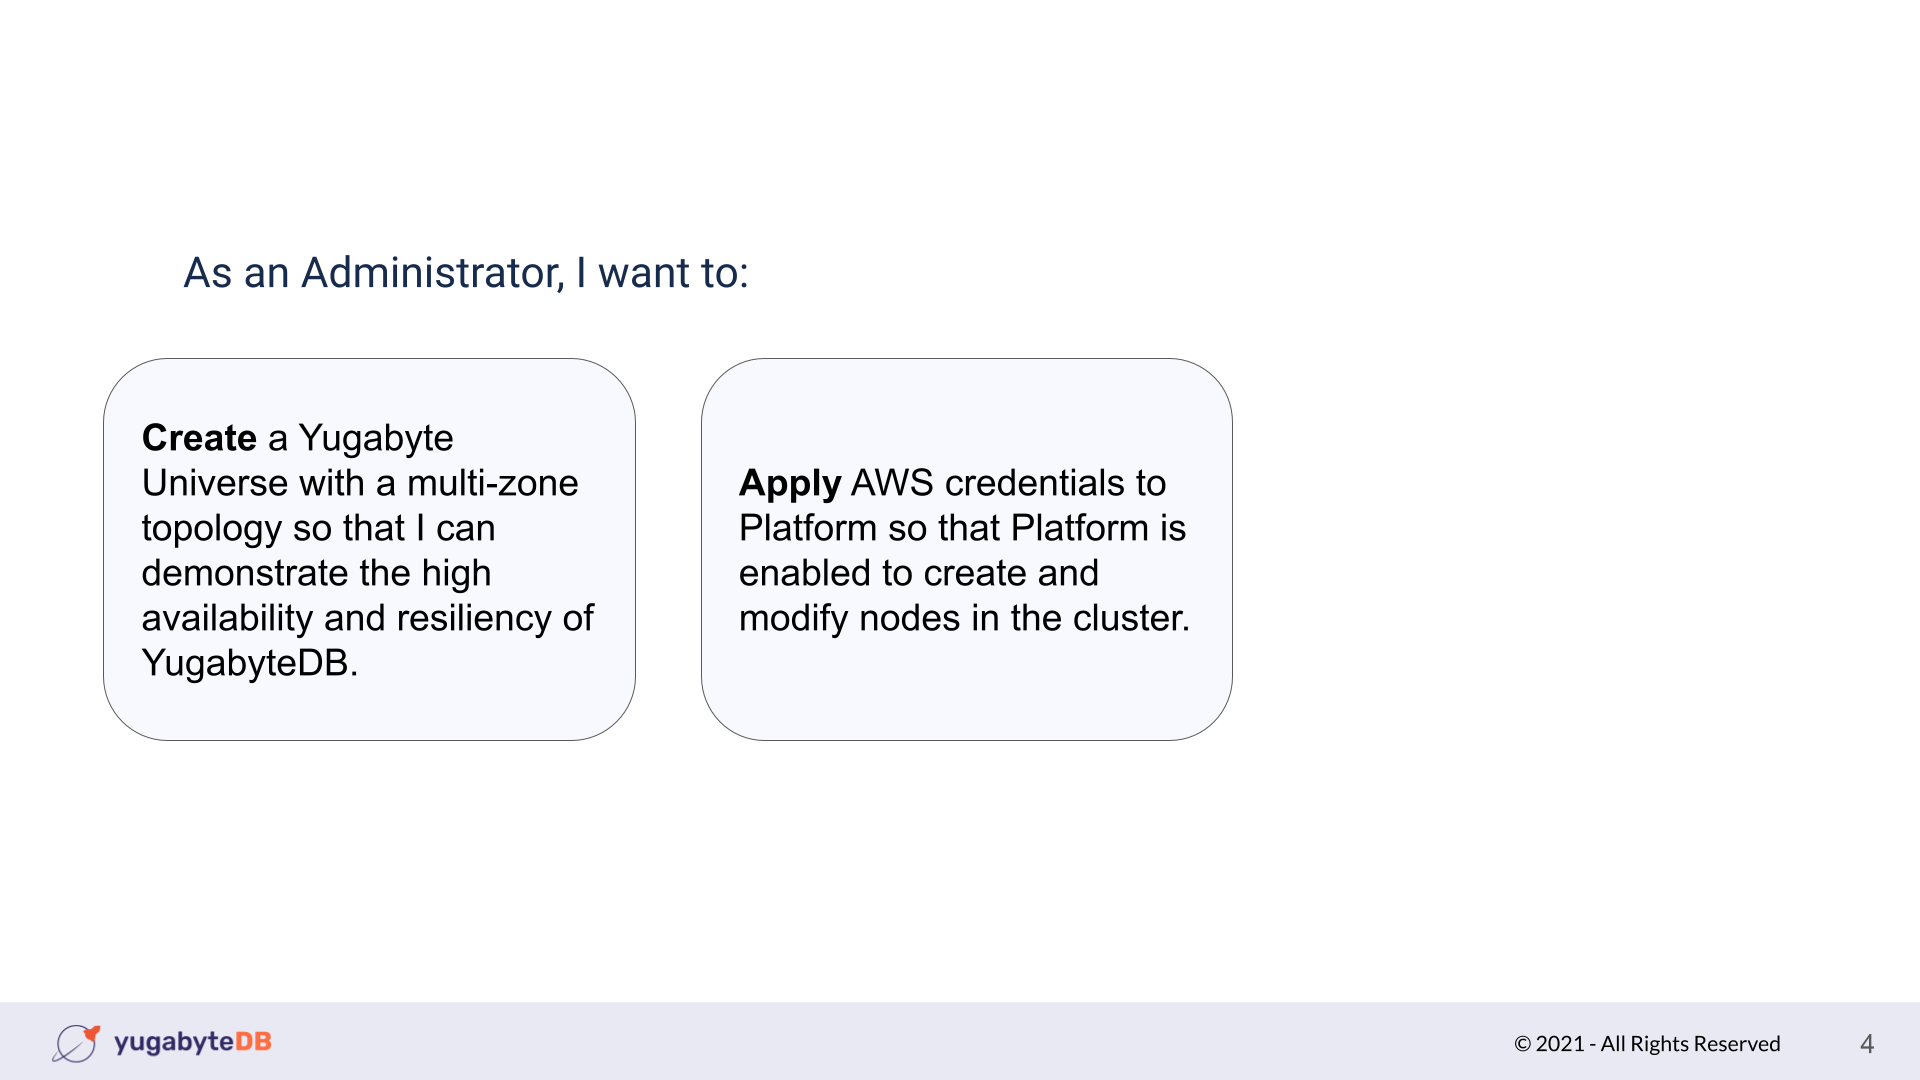 As an Administrator, I want to:
Create a Yugabyte
Universe with a multi-zone
topology so that I can
demonstrate the high
availability and resiliency of
YugabyteDB.
Apply AWS credentials to
Platform so that Platform is
enabled to create and
modify nodes in the cluster.
yugabyteDB
© 2021 - All Rights Reserved
4